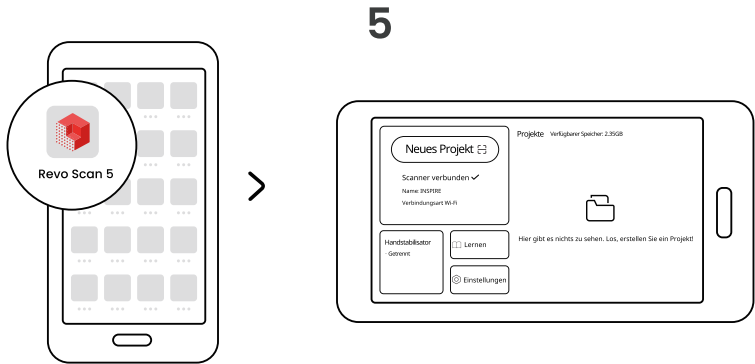 5
Revo Scan 5
Neues Projekt
Scanner verbunden
Name: INSPIRE
Verbindungsart Wi-Fi
Handstabilisator
· Getrennt
Lernen
Einstellungen
Projekte Verfügbarer Speicher: 2.35GB
Hier gibt es nichts zu sehen. Los, erstellen Sie ein Projekt!